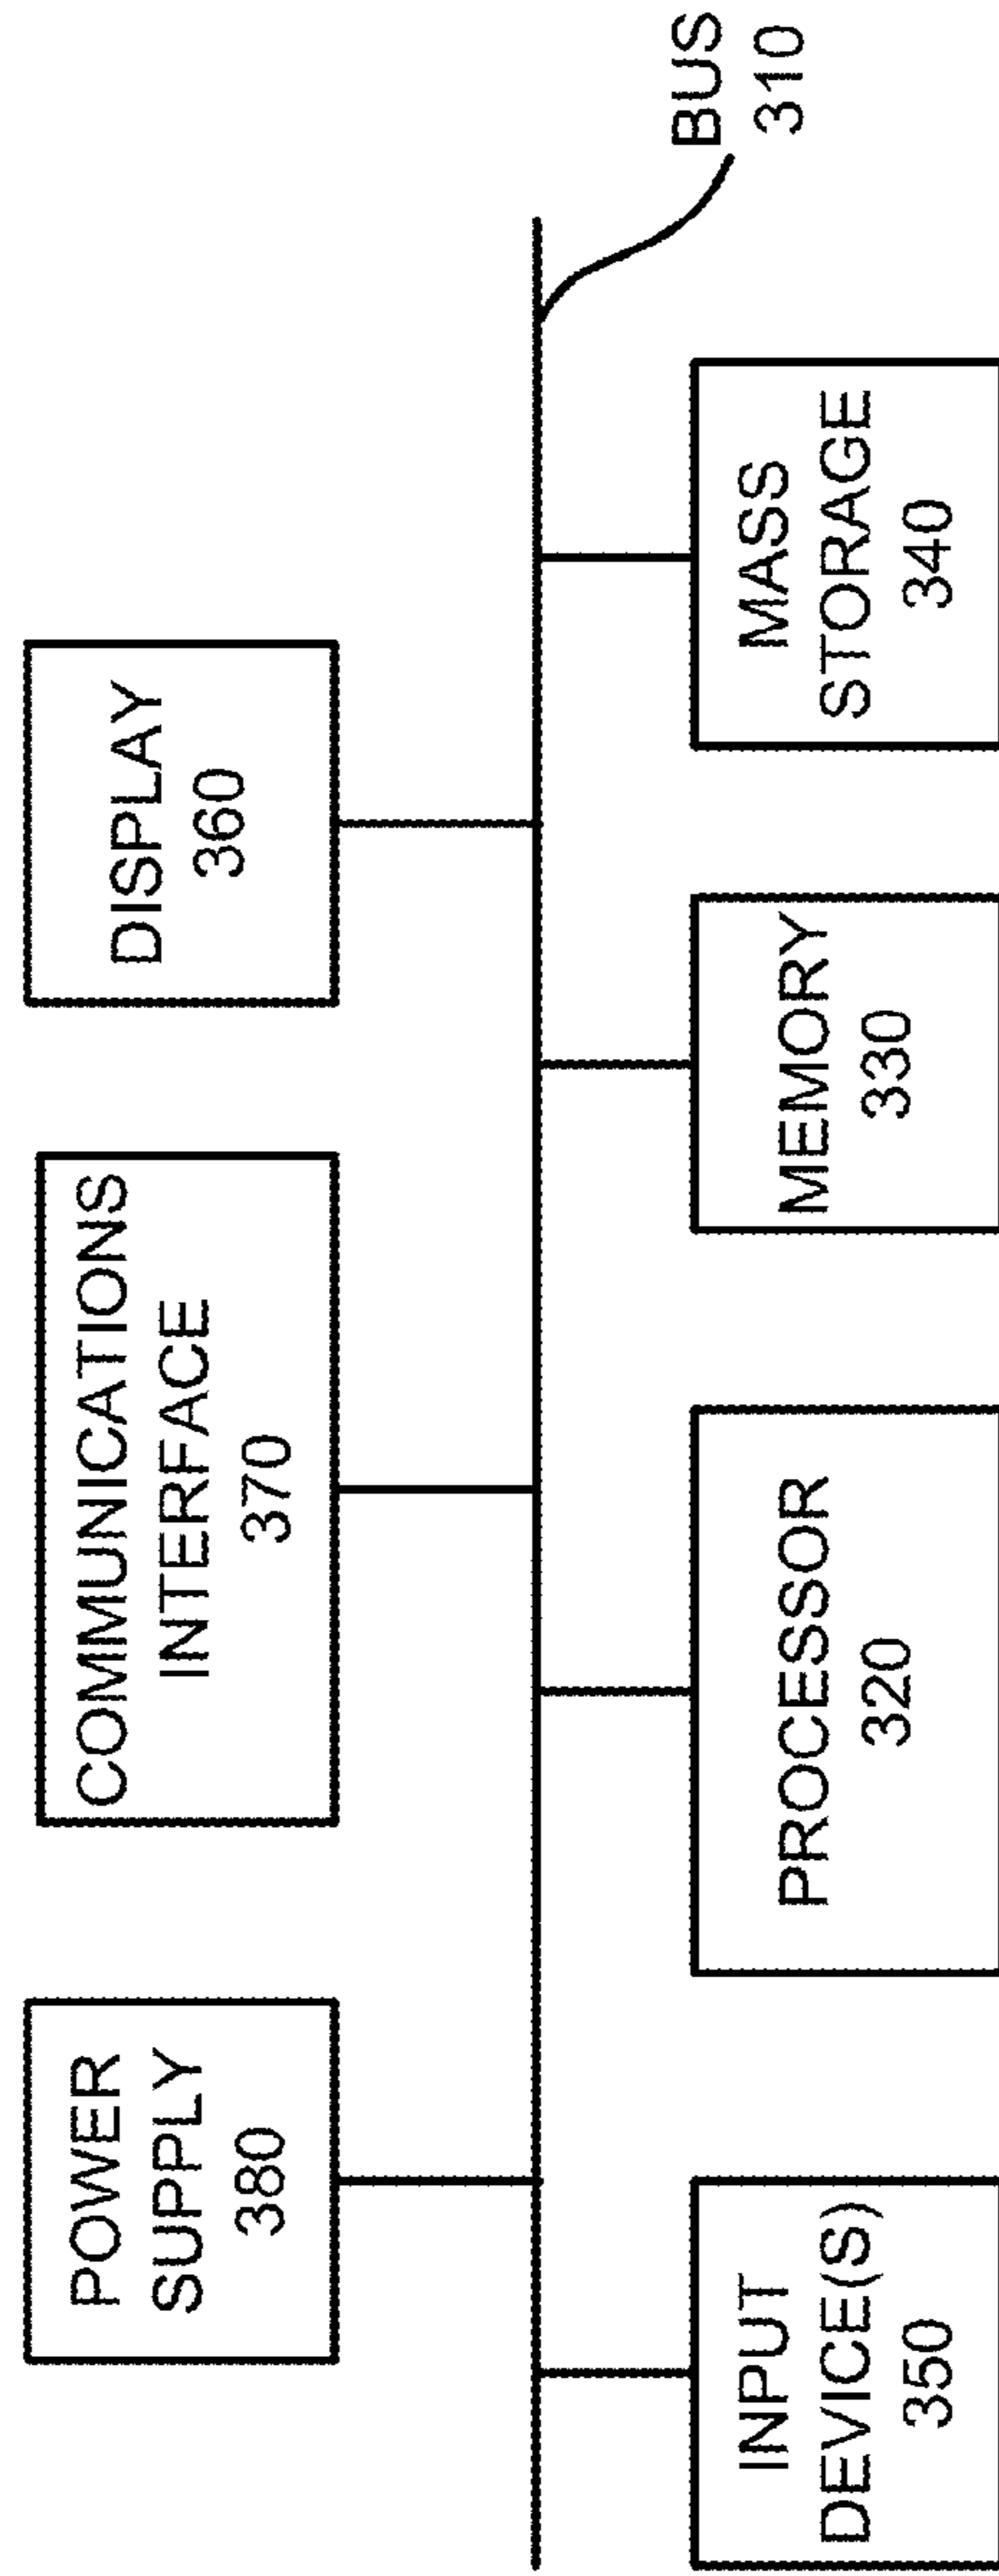 POWER
SUPPLY
380
COMMUNICATIONS
INTERFACE
370
DISPLAY
360
BUS
310
INPUT
DEVICE(S)
350
PROCESSOR
320
MEMORY
330
MASS
STORAGE
340